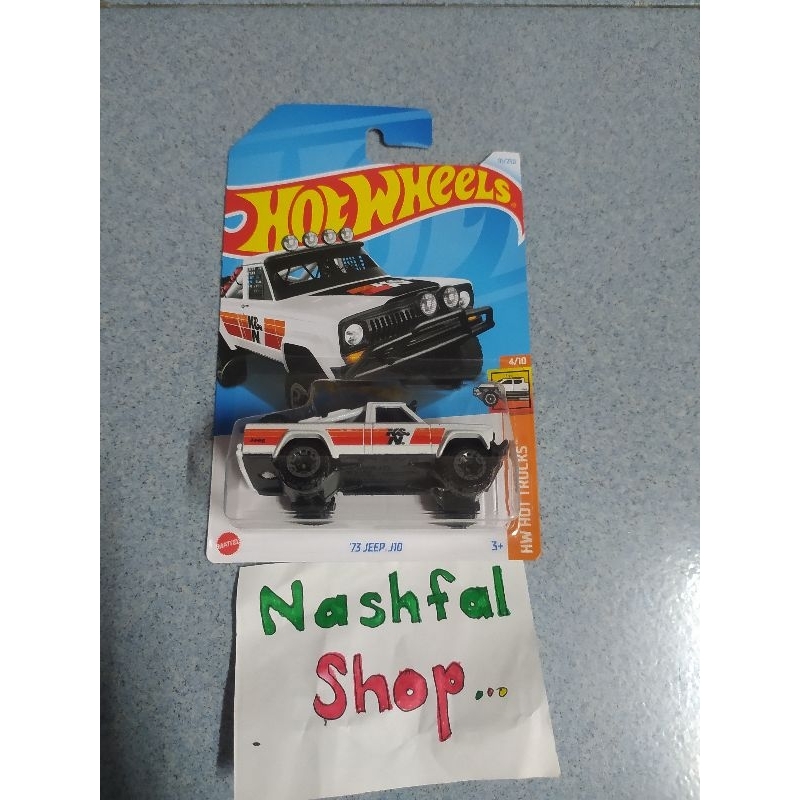 HOT WHEELS
K&N
4/10
K&N
HW HOT TRUCKS
MATTEL
'73 JEEP J10
3+
Nashfal
Shop...